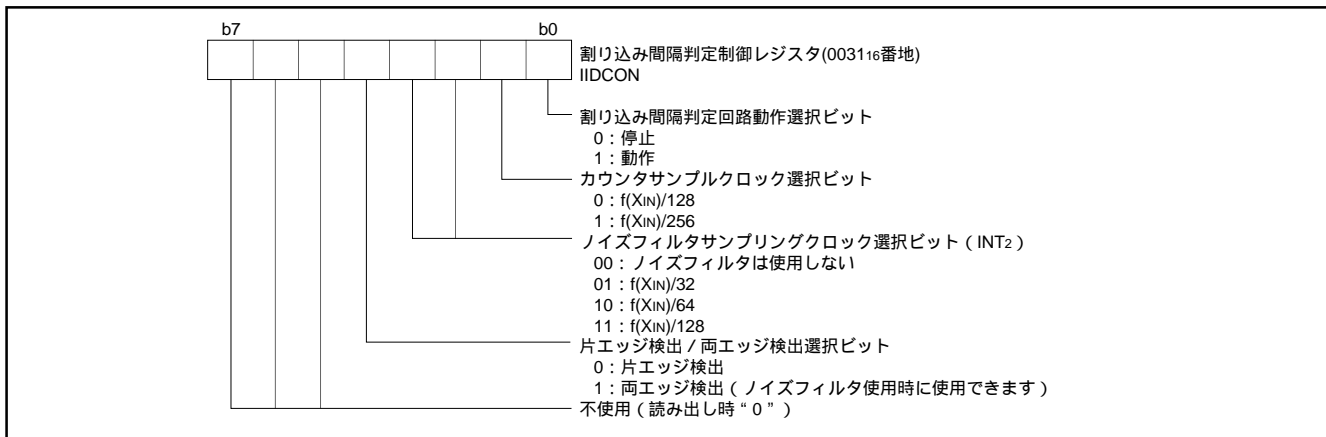 b7 b0
割り込み間隔判定制御レジスタ(003116番地)
IIDCON
割り込み間隔判定回路動作選択ビット
0：停止
1：動作
カウンタサンプルクロック選択ビット
0：f(XIN)/128
1：f(XIN)/256
ノイズフィルタサンプリングクロック選択ビット（INT2）
00：ノイズフィルタは使用しない
01：f(XIN)/32
10：f(XIN)/64
11：f(XIN)/128
片エッジ検出／両エッジ検出選択ビット
0：片エッジ検出
1：両エッジ検出（ノイズフィルタ使用時に使用できます）
不使用（読み出し時“0”）